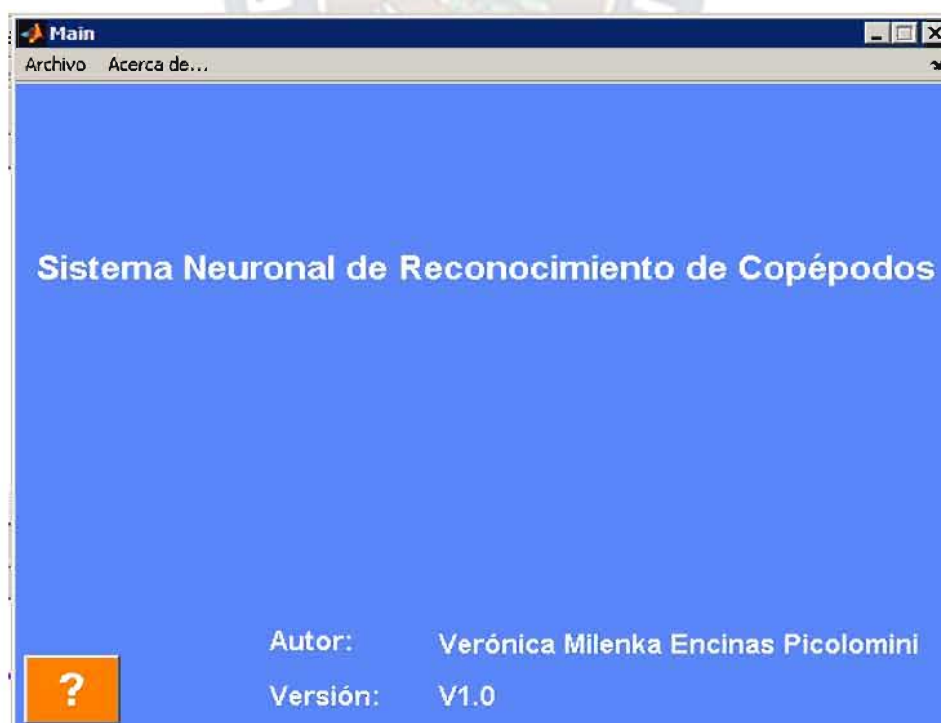 Main
Archivo Acerca de...
Sistema Neuronal de Reconocimiento de Copépodos
Autor: Verónica Milenka Encinas Picolomini
? Versión: V1.0